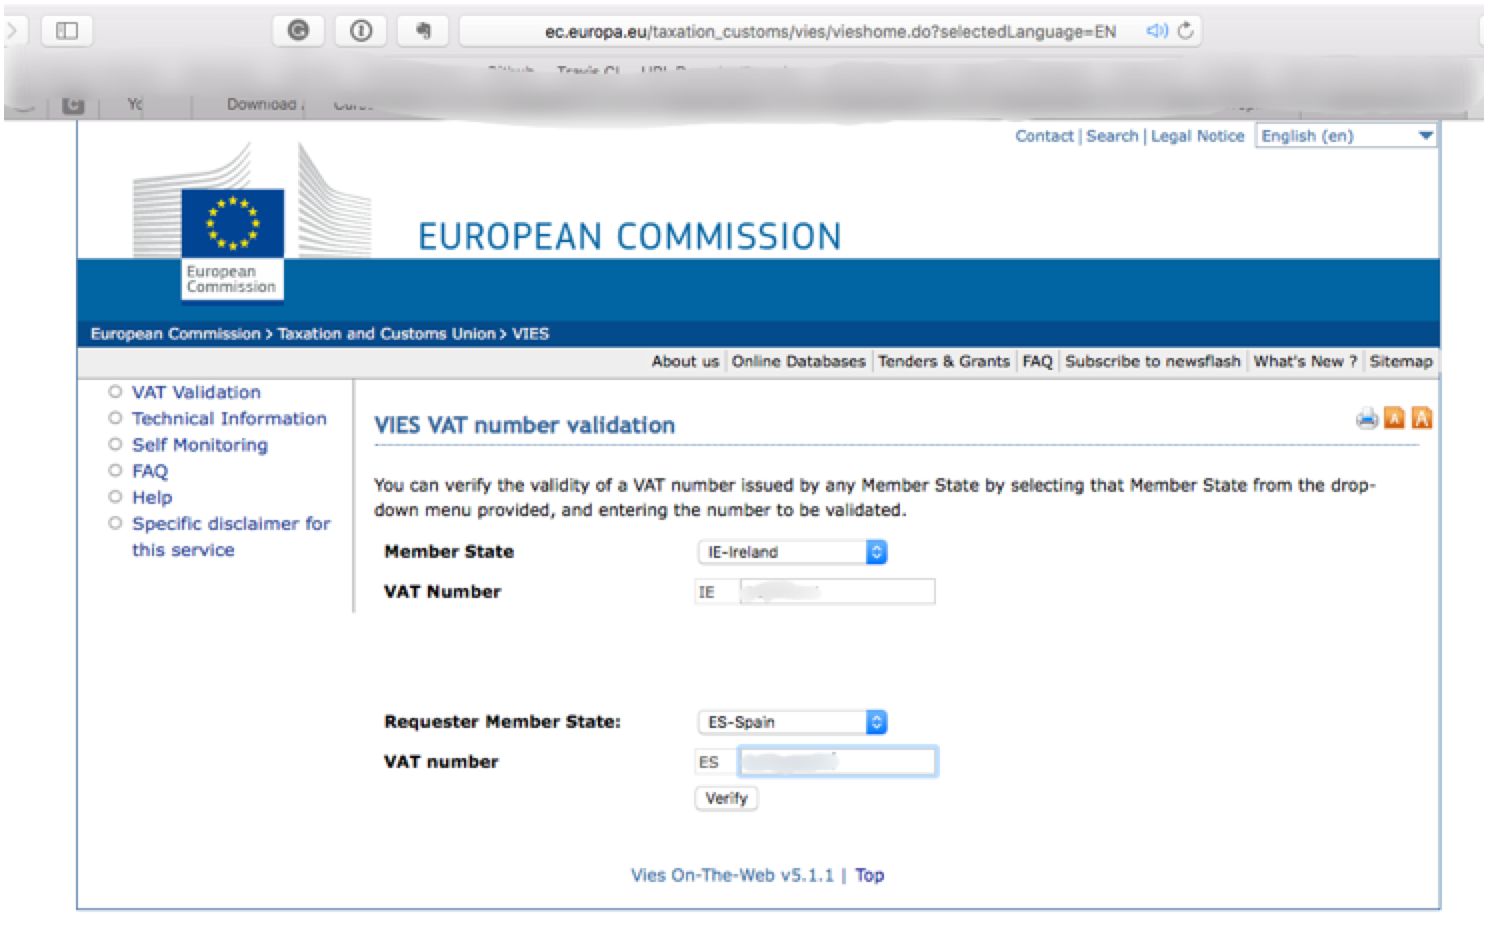 ec.europa.eu/taxation_customs/vies/vieshome.do?selectedLanguage=EN
Travis CI
Download
Contact | Search | Legal Notice English (en)
EUROPEAN COMMISSION
European
Commission
European Commission > Taxation and Customs Union > VIES
About us | Online Databases | Tenders & Grants | FAQ | Subscribe to newsflash | What's New ? | Sitemap
VAT Validation
Technical Information
Self Monitoring
FAQ
Help
Specific disclaimer for
this service
VIES VAT number validation
A A
You can verify the validity of a VAT number issued by any Member State by selecting that Member State from the drop-
down menu provided, and entering the number to be validated.
Member State IE-Ireland
VAT Number IE
Requester Member State: ES-Spain
VAT number ES
Verify
Vies On-The-Web v5.1.1 | Top